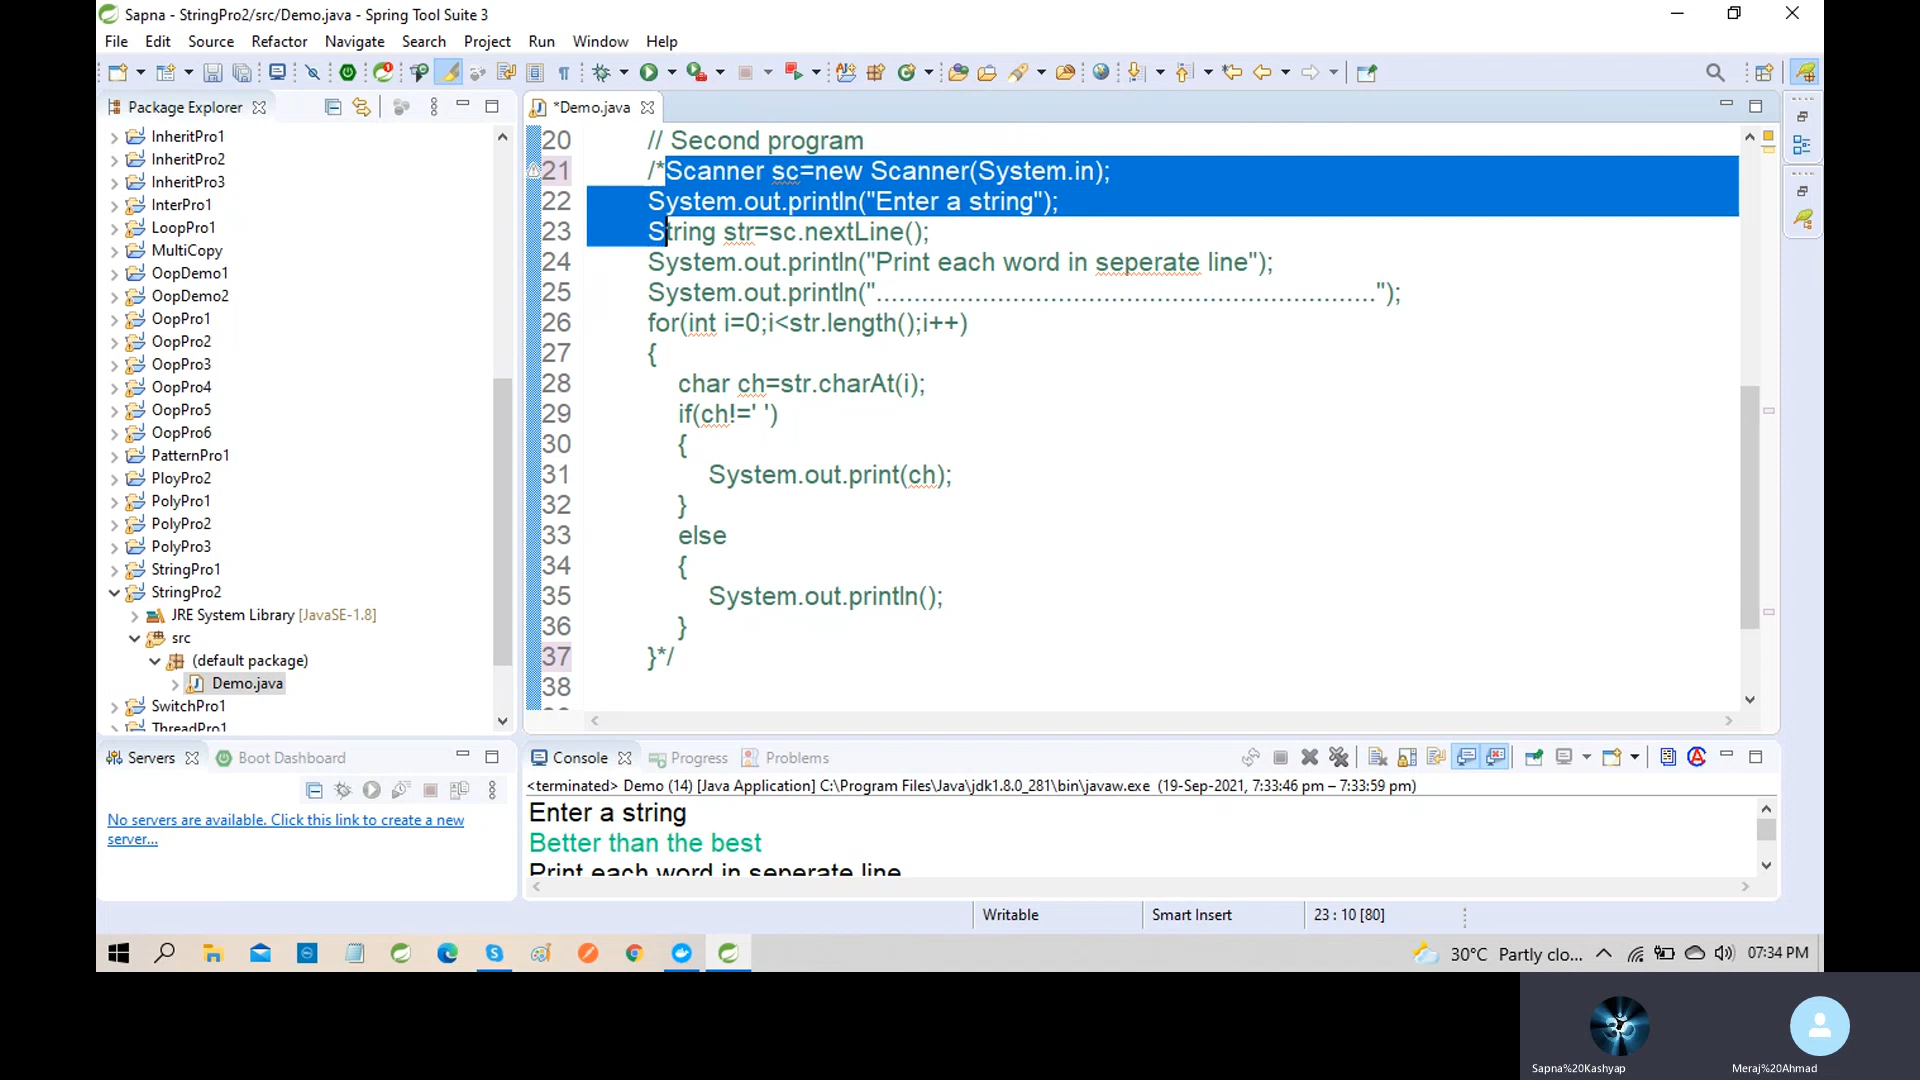 Sapna - StringPro2/src/Demo.java - Spring Tool Suite 3
File Edit Source Refactor Navigate Search Project Run Window Help
Package Explorer
InheritPro1
InheritPro2
InheritPro3
InterPro1
LoopPro1
MultiCopy
OopDemo1
OopDemo2
OopPro1
OopPro2
OopPro3
OopPro4
OopPro5
OopPro6
PatternPro1
PloyPro2
PolyPro1
PolyPro2
PolyPro3
StringPro1
StringPro2
JRE System Library [JavaSE-1.8]
src
(default package)
Demo.java
SwitchPro1
ThreadPro1
*Demo.java
20 // Second program
21 /*Scanner sc=new Scanner(System.in);
22 System.out.println("Enter a string");
23 String str=sc.nextLine();
24 System.out.println("Print each word in seperate line");
25 System.out.println("..................................................................");
26 for(int i=0;i<str.length();i++)
27 {
28 char ch=str.charAt(i);
29 if(ch!=' ')
30 {
31 System.out.print(ch);
32 }
33 else
34 {
35 System.out.println();
36 }
37 }*/
38
Servers Boot Dashboard
No servers are available. Click this link to create a new
server...
Console Progress Problems
<terminated> Demo (14) [Java Application] C:\Program Files\Java\jdk1.8.0_281\bin\javaw.exe (19-Sep-2021, 7:33:46 pm – 7:33:59 pm)
Enter a string
Better than the best
Print each word in seperate line
Writable Smart Insert 23 : 10 [80]
30°C Partly clo... 07:34 PM
Sapna%20Kashyap Meraj%20Ahmad